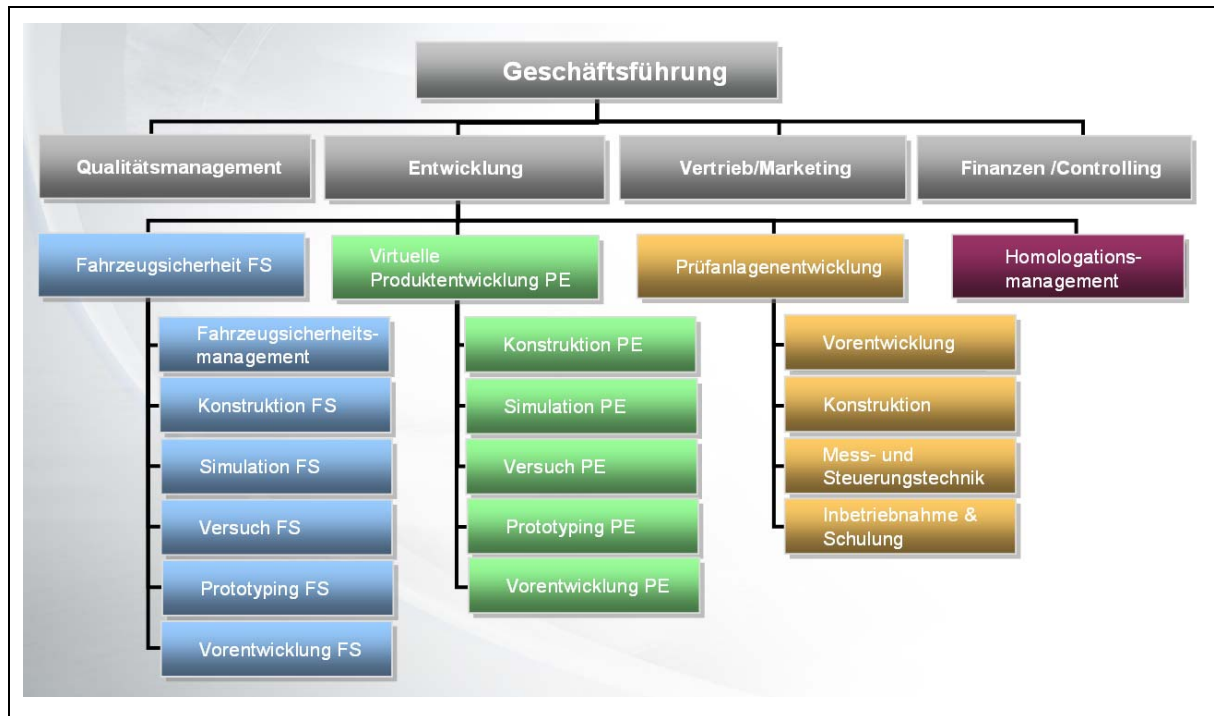 Geschäftsführung
Qualitätsmanagement
Entwicklung
Vertrieb/Marketing
Finanzen /Controlling
Fahrzeugsicherheit FS
Virtuelle
Produktentwicklung PE
Prüfanlagenentwicklung
Homologations-
management
Fahrzeugsicherheits-
management
Konstruktion FS
Simulation FS
Versuch FS
Prototyping FS
Vorentwicklung FS
Konstruktion PE
Simulation PE
Versuch PE
Prototyping PE
Vorentwicklung PE
Vorentwicklung
Konstruktion
Mess- und
Steuerungstechnik
Inbetriebnahme &
Schulung